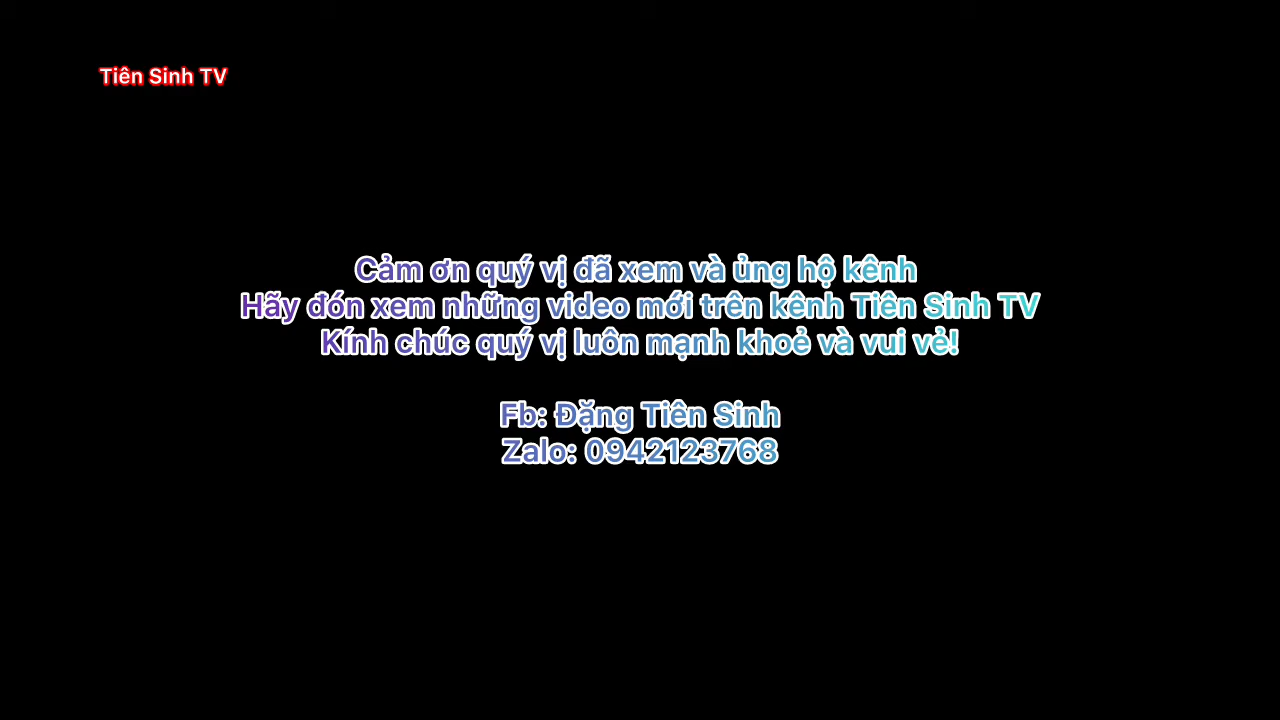 Tiên Sinh TV
Cảm ơn quý vị đã xem và ủng hộ kênh
Hãy đón xem những video mới trên kênh Tiên Sinh TV
Kính chúc quý vị luôn mạnh khoẻ và vui vẻ!
Fb: Đặng Tiên Sinh
Zalo: 0942123768